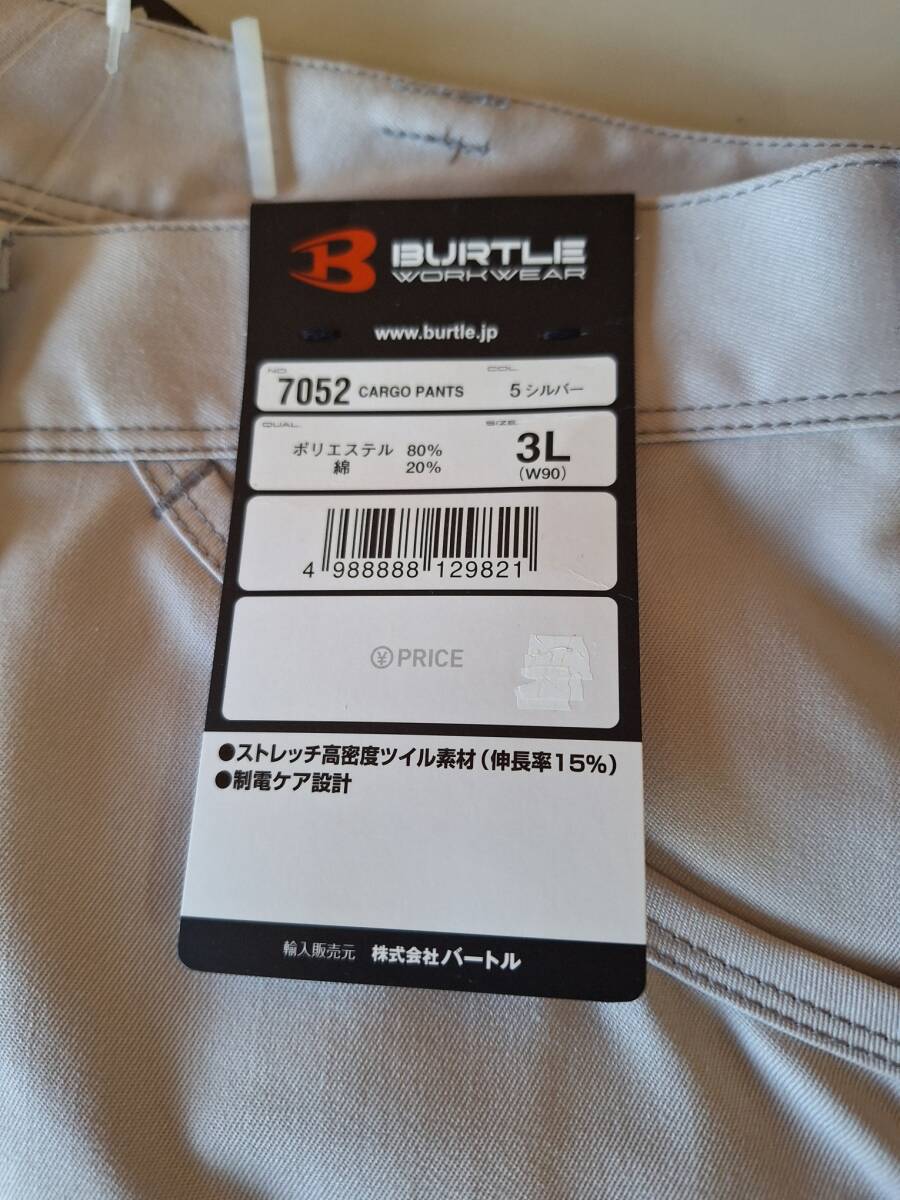 BURTLE
WORKWEAR
www.burtle.jp
NO. COL.
7052 CARGO PANTS 5 シルバー
QUAL. SIZE.
ポリエステル 80% 3L
綿 20% (W90)
4 988888 129821
¥ PRICE
●ストレッチ高密度ツイル素材(伸長率15%)
●制電ケア設計
輸入販売元 株式会社バートル